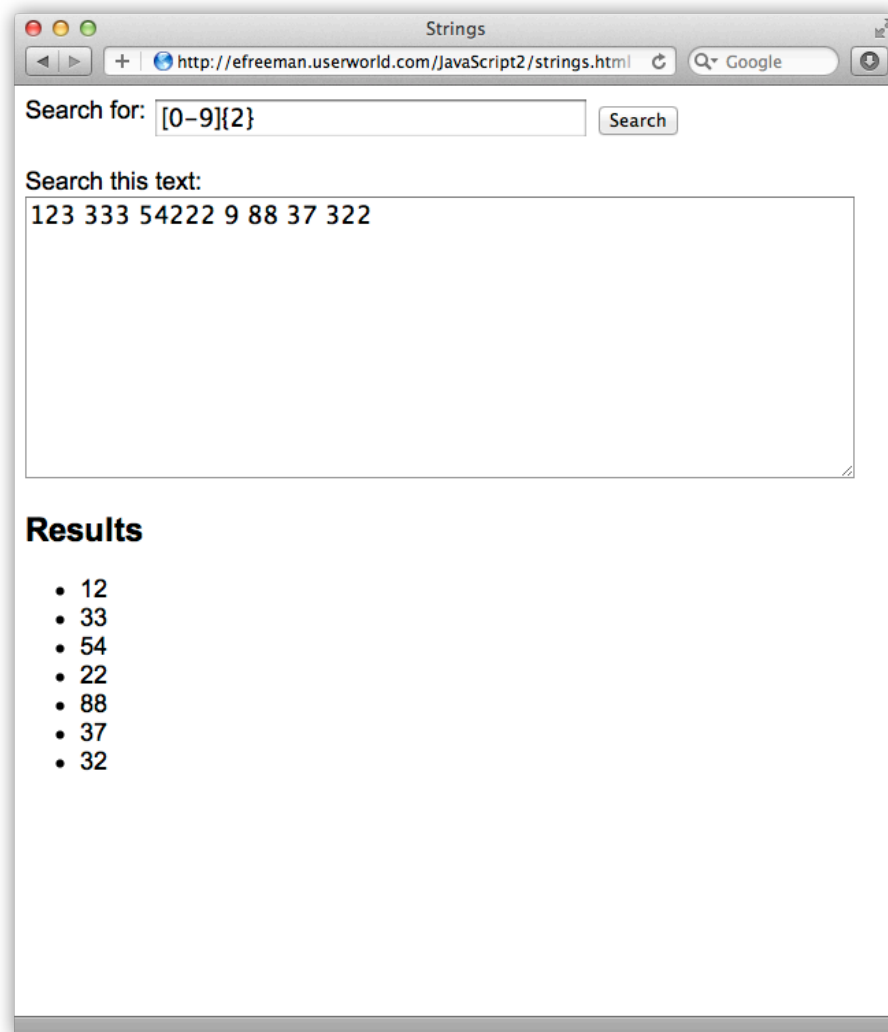 Strings
+ http://efreeman.userworld.com/JavaScript2/strings.html Google
Search for: [0-9]{2} Search
Search this text:
123 333 54222 9 88 37 322
Results
• 12
• 33
• 54
• 22
• 88
• 37
• 32